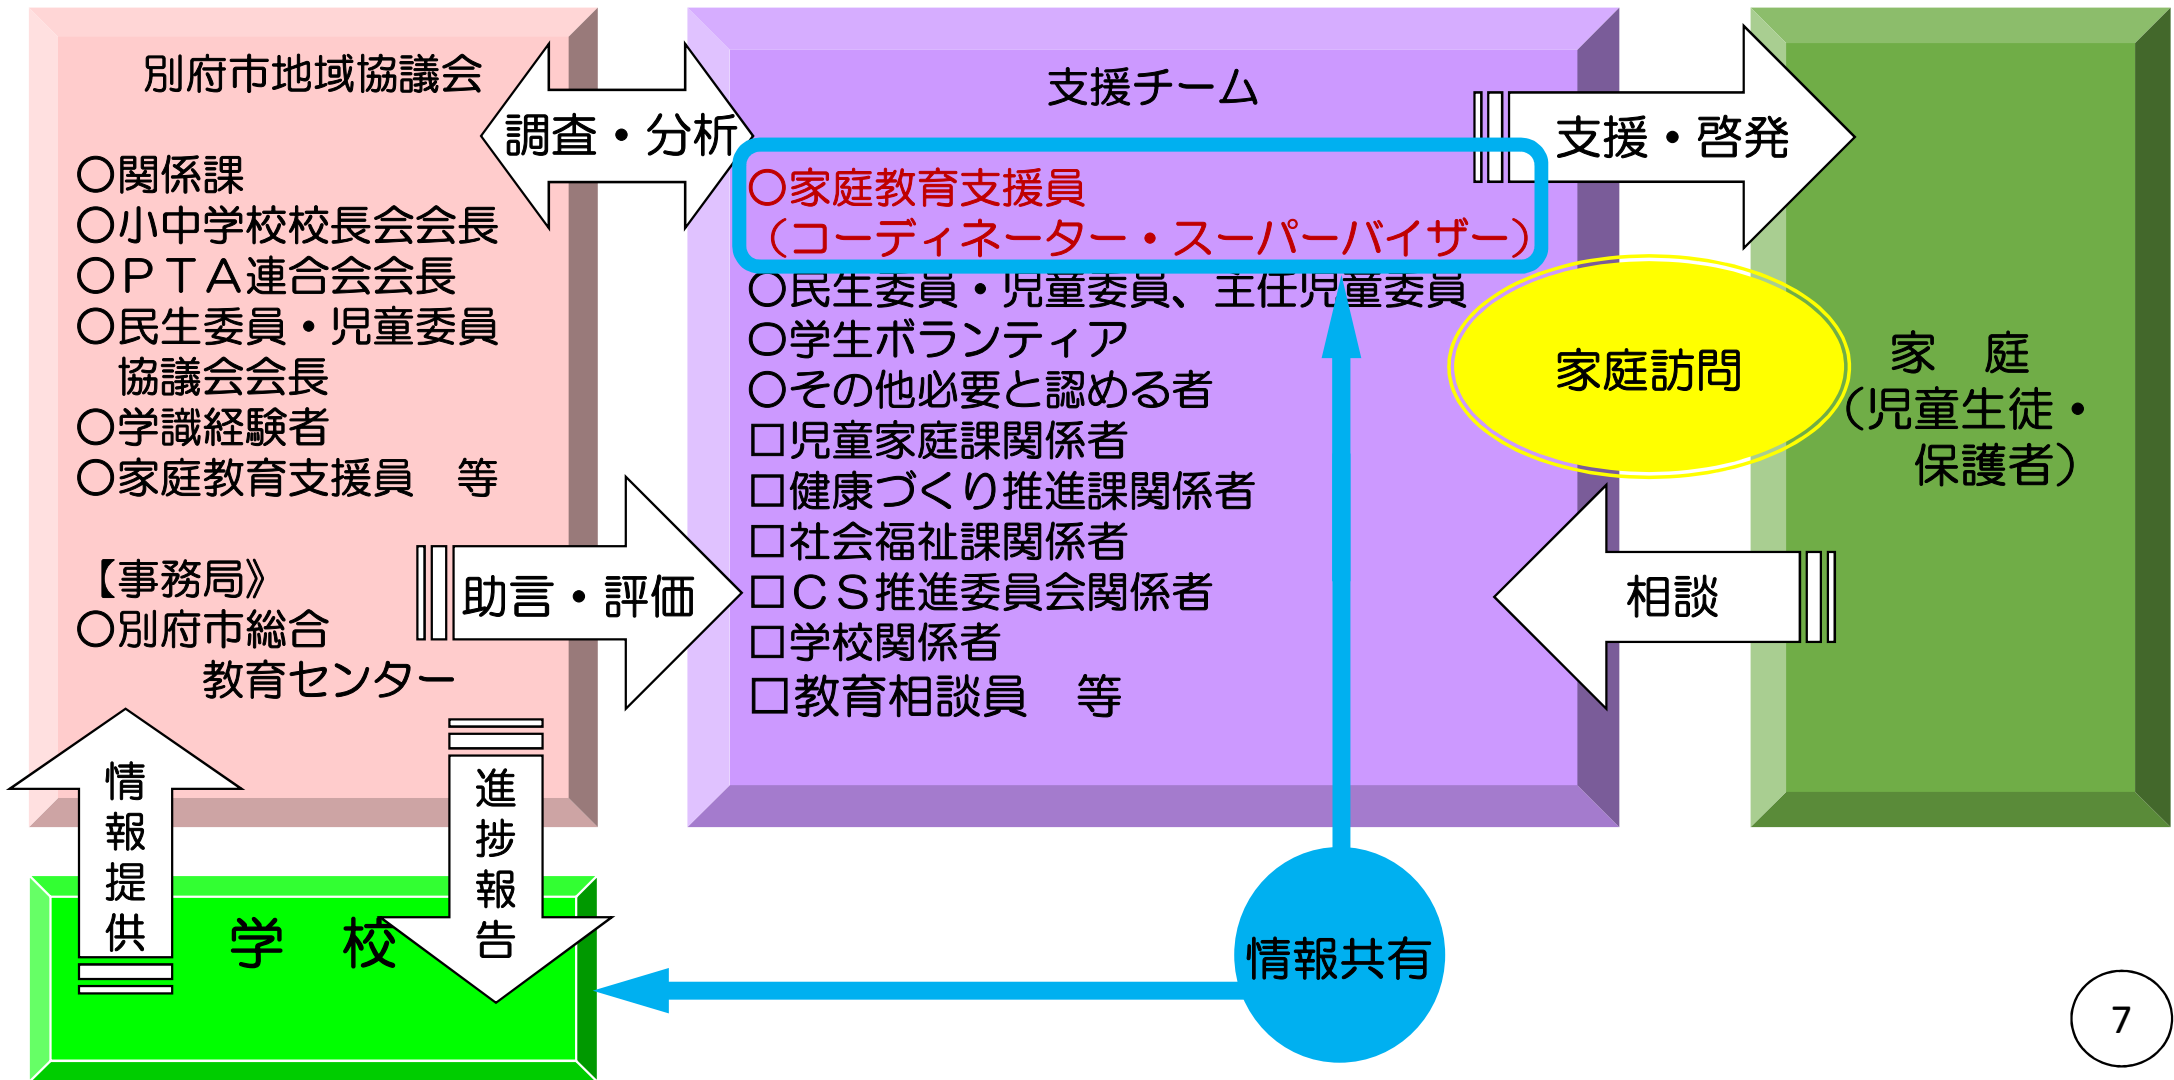 別府市地域協議会
〇関係課
〇小中学校校長会会長
〇ＰＴＡ連合会会長
〇民生委員・児童委員
協議会会長
〇学識経験者
〇家庭教育支援員　等
【事務局》
〇別府市総合
教育センター
調査・分析
助言・評価
支援チーム
〇家庭教育支援員
（コーディネーター・スーパーバイザー）
〇民生委員・児童委員、主任児童委員
〇学生ボランティア
〇その他必要と認める者
□児童家庭課関係者
□健康づくり推進課関係者
□社会福祉課関係者
□ＣＳ推進委員会関係者
□学校関係者
□教育相談員　等
支援・啓発
家庭訪問
相談
家　庭
（児童生徒・
保護者）
情報提供
進捗報告
学　校
情報共有
7